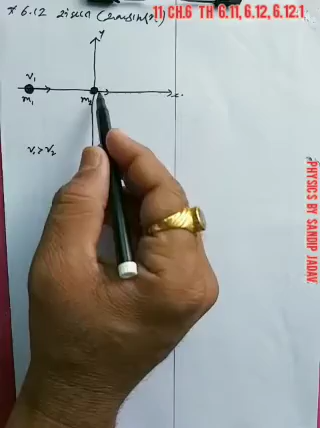 11 CH.6 TH 6.11, 6.12, 6.12.1
* 6.12
y
v₁
m₁
m₂
x
v₁ > v₂
PHYSICS BY SANDIP JADAV